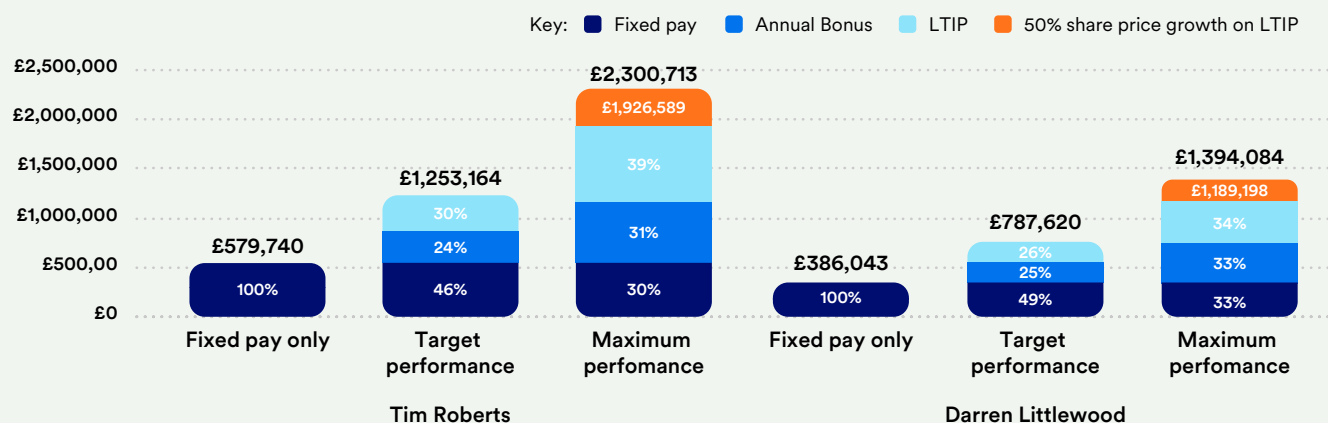 Key: Fixed pay Annual Bonus LTIP 50% share price growth on LTIP
£2,500,000
£2,000,000
£1,500,000
£1,000,000
£500,00
£0
£579,740
100%
Fixed pay only
£1,253,164
30%
24%
46%
Target
performance
£2,300,713
£1,926,589
39%
31%
30%
Maximum
perfomance
Tim Roberts
£386,043
100%
Fixed pay only
£787,620
26%
25%
49%
Target
performance
£1,394,084
£1,189,198
34%
33%
33%
Maximum
perfomance
Darren Littlewood